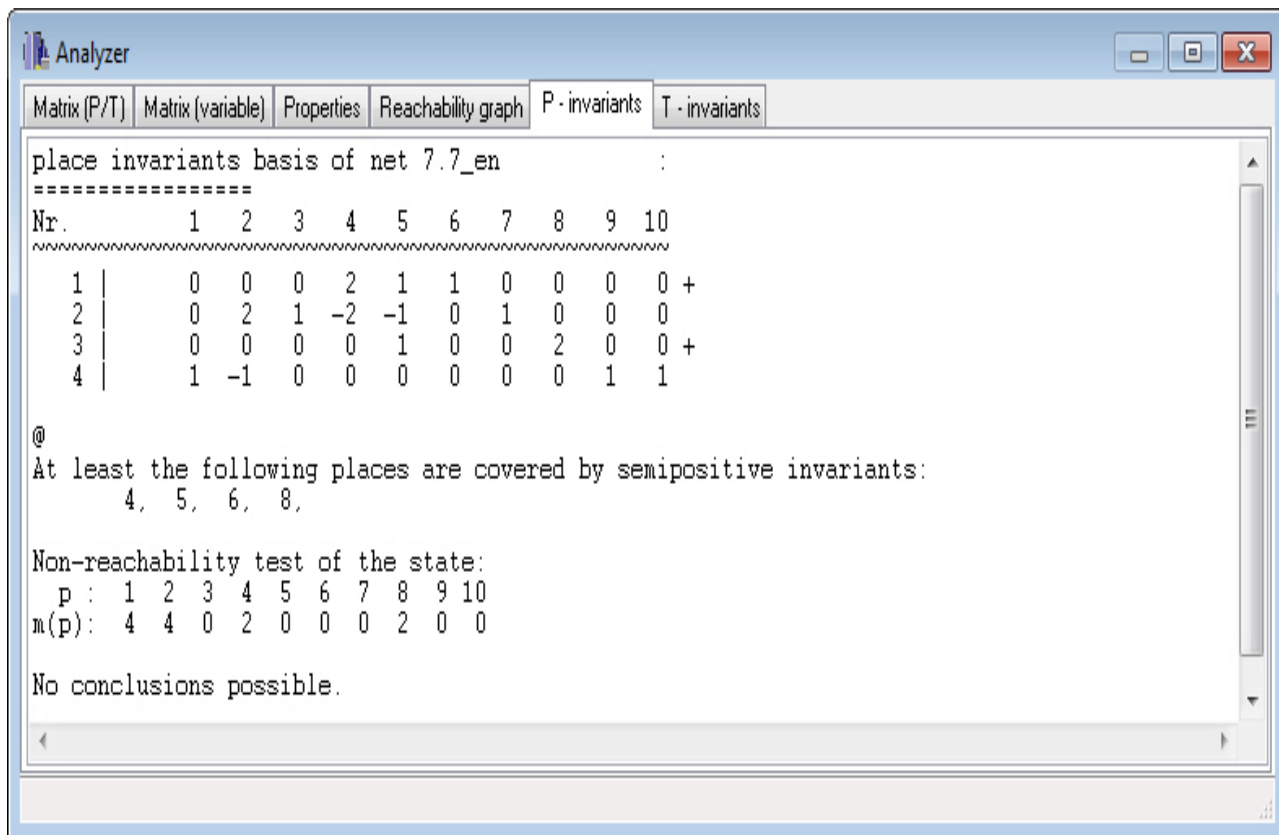 Analyzer
Matrix (P/T) Matrix (variable) Properties Reachability graph P - invariants T - invariants
place invariants basis of net 7.7_en :
=================
Nr. 1 2 3 4 5 6 7 8 9 10
~~~~~~~~~~~~~~~~~~~~~~~~~~~~~~~~~~~~~~~~~~~~~~~~~
1 | 0 0 0 2 1 1 0 0 0 0 +
2 | 0 2 1 -2 -1 0 1 0 0 0
3 | 0 0 0 0 1 0 0 2 0 0 +
4 | 1 -1 0 0 0 0 0 0 1 1
@
At least the following places are covered by semipositive invariants:
4, 5, 6, 8,
Non-reachability test of the state:
p : 1 2 3 4 5 6 7 8 9 10
m(p): 4 4 0 2 0 0 0 2 0 0
No conclusions possible.